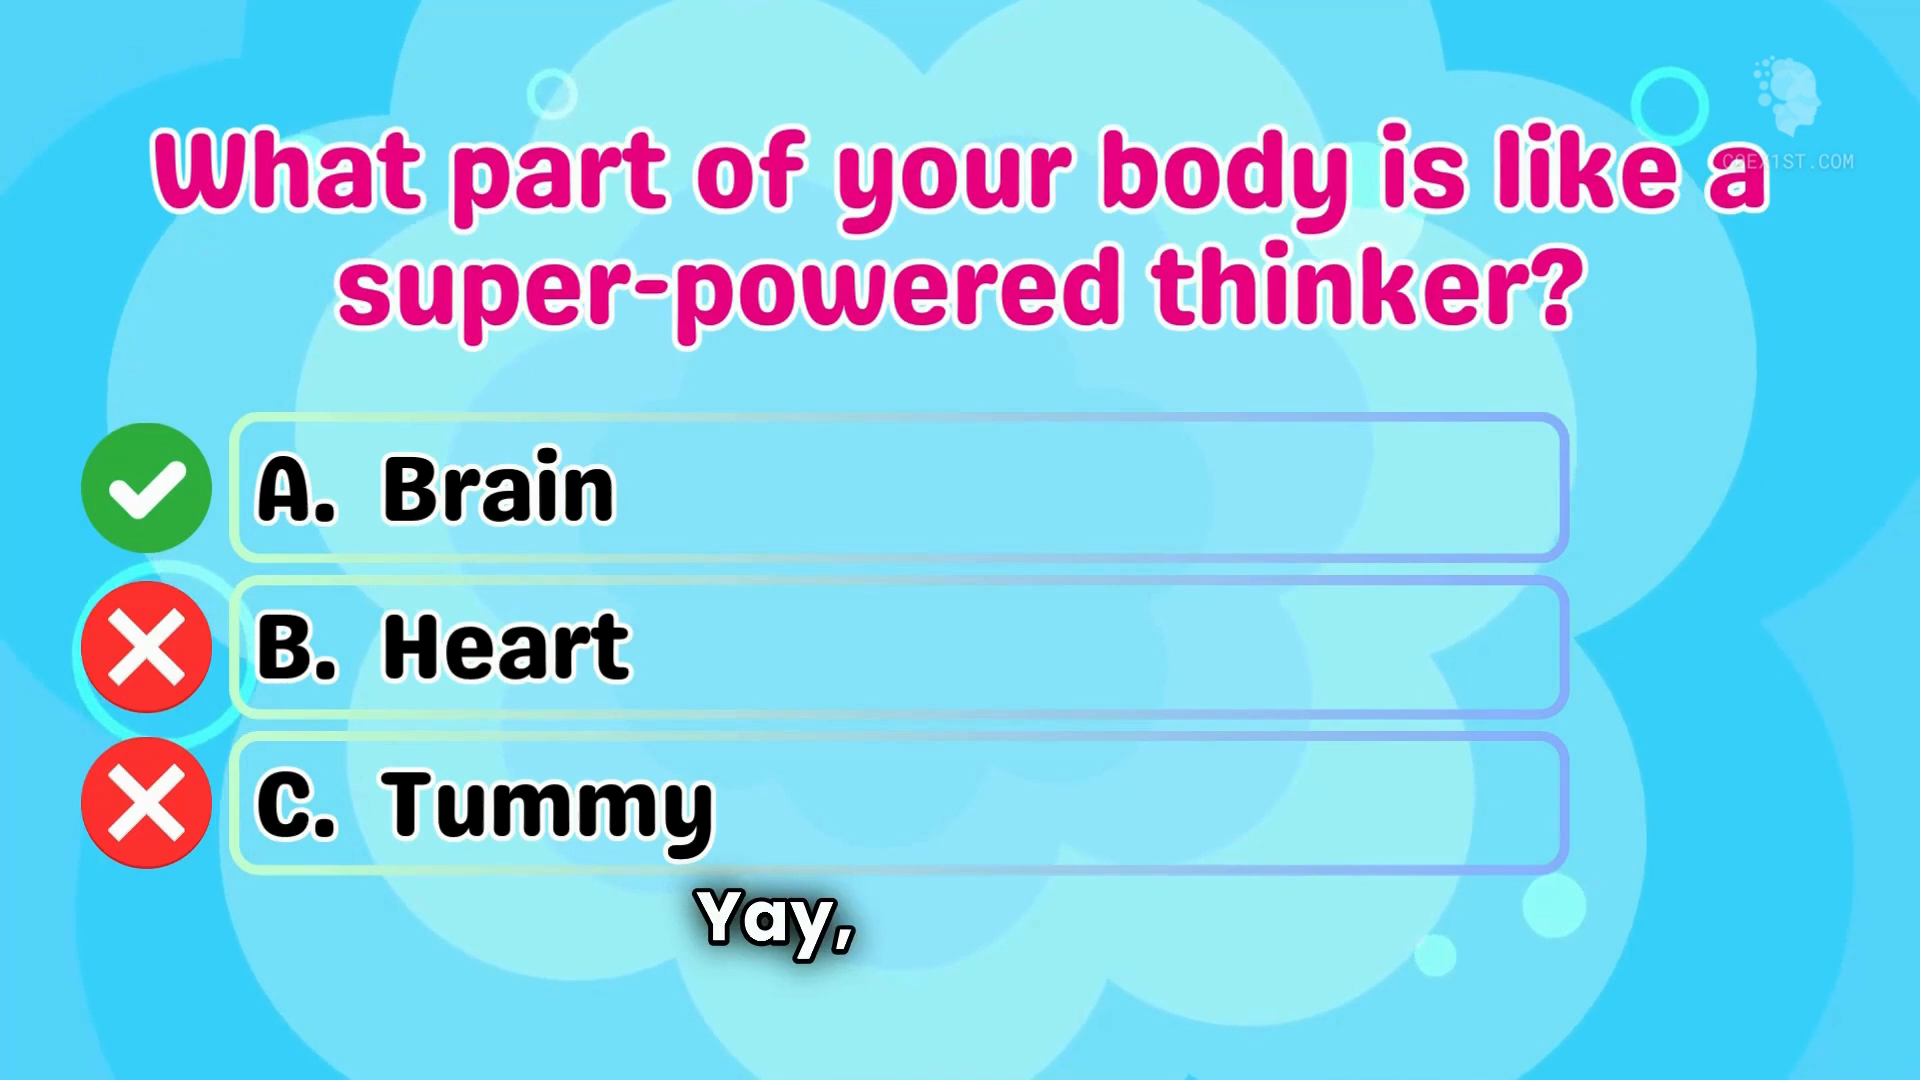 What part of your body is like a
super-powered thinker?
A. Brain
B. Heart
C. Tummy
Yay,